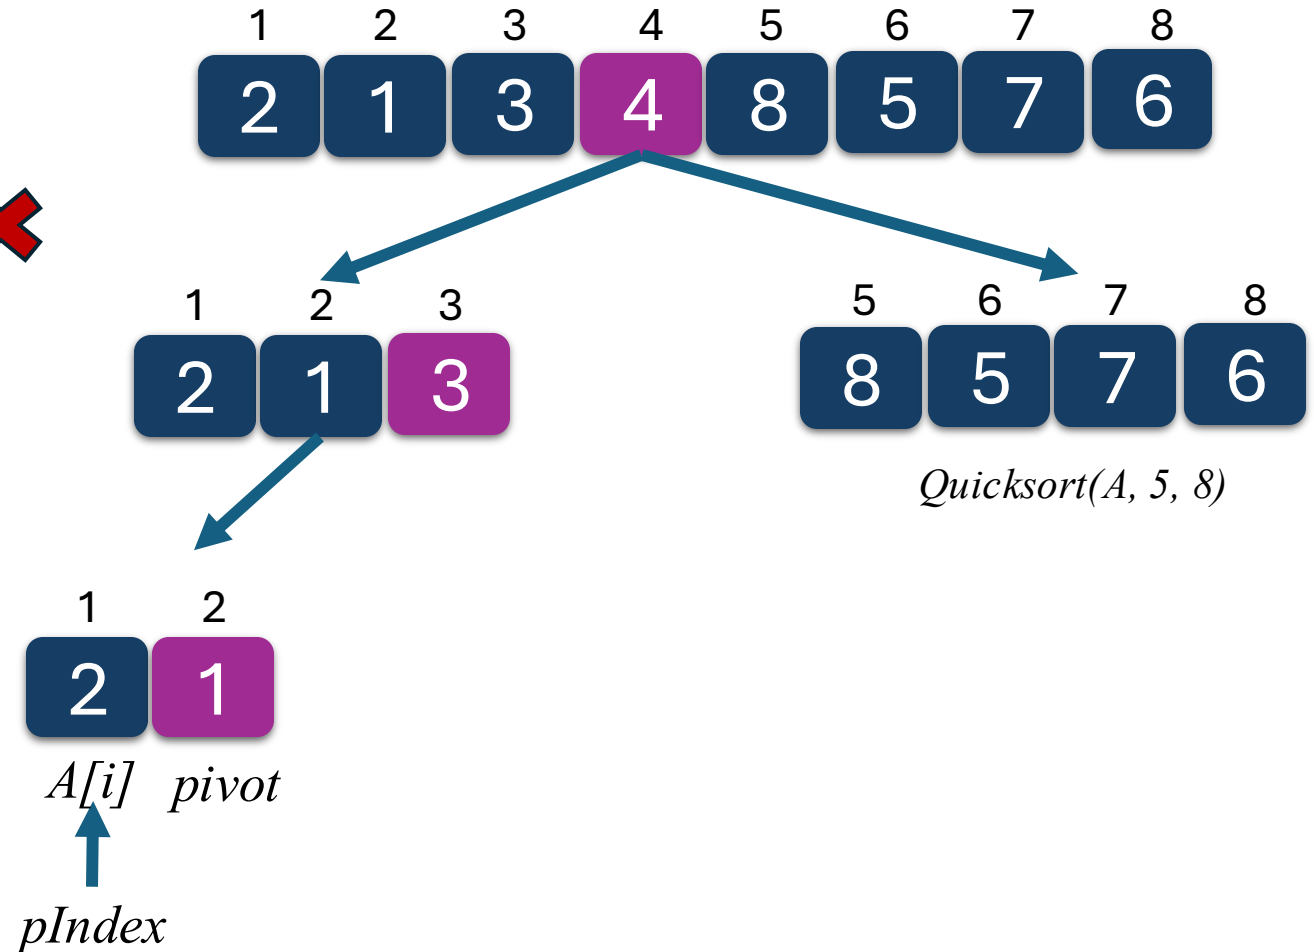 1 2 3 4 5 6 7 8
2 1 3 4 8 5 7 6
1 2 3
2 1 3
5 6 7 8
8 5 7 6
Quicksort(A, 5, 8)
1 2
2 1
A[i] pivot
pIndex